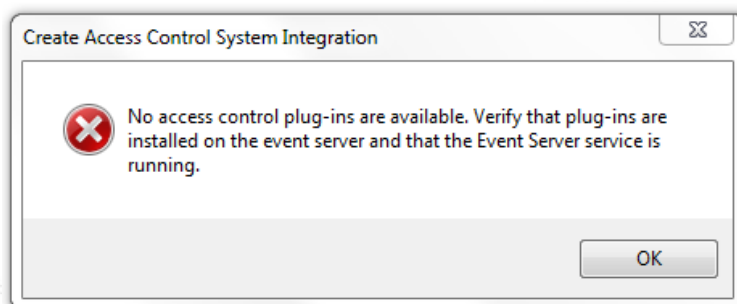 Create Access Control System Integration
No access control plug-ins are available. Verify that plug-ins are
installed on the event server and that the Event Server service is
running.
OK